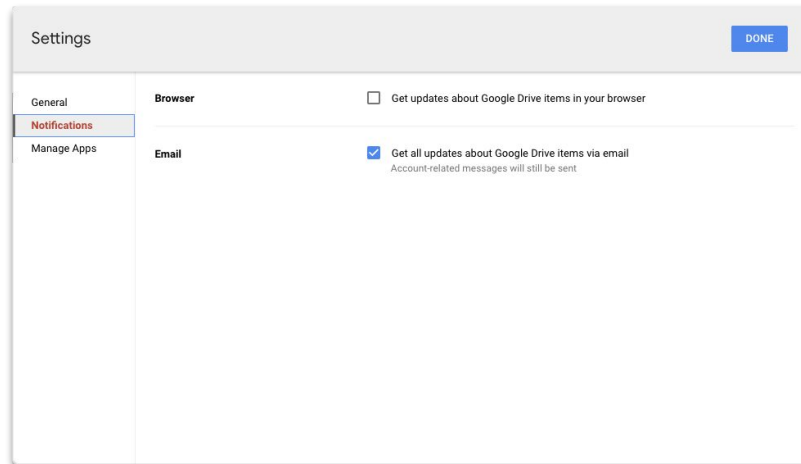 Settings
DONE
General
Notifications
Manage Apps
Browser
Get updates about Google Drive items in your browser
Email
Get all updates about Google Drive items via email
Account-related messages will still be sent